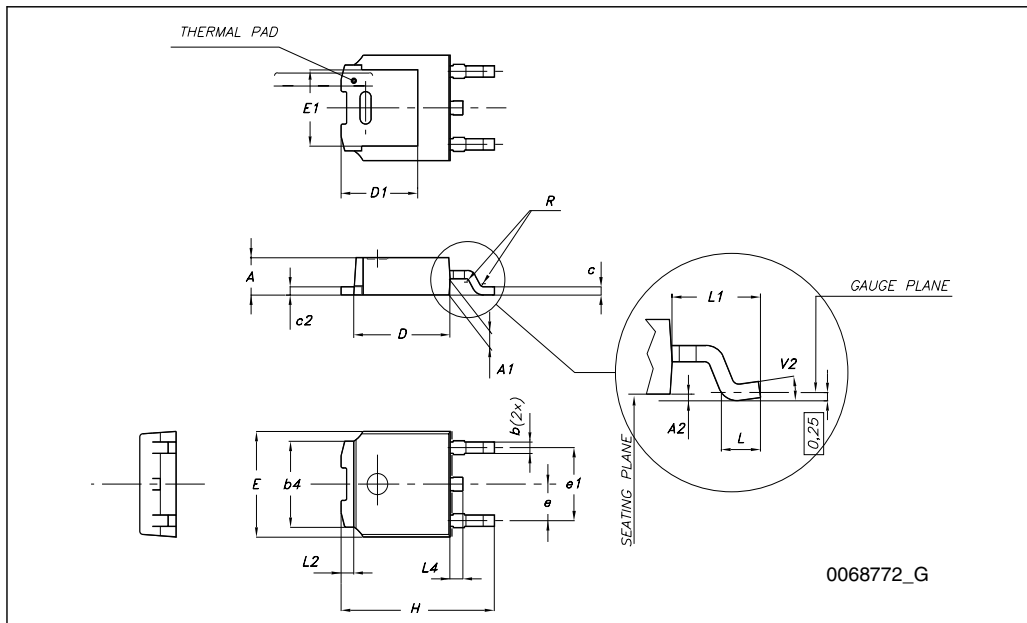 THERMAL PAD
E1
D1
R
A
c
c2
D
A1
L1
GAUGE PLANE
V2
A2
L
0,25
SEATING PLANE
b(2x)
E
b4
e
e1
L2
L4
H
0068772_G